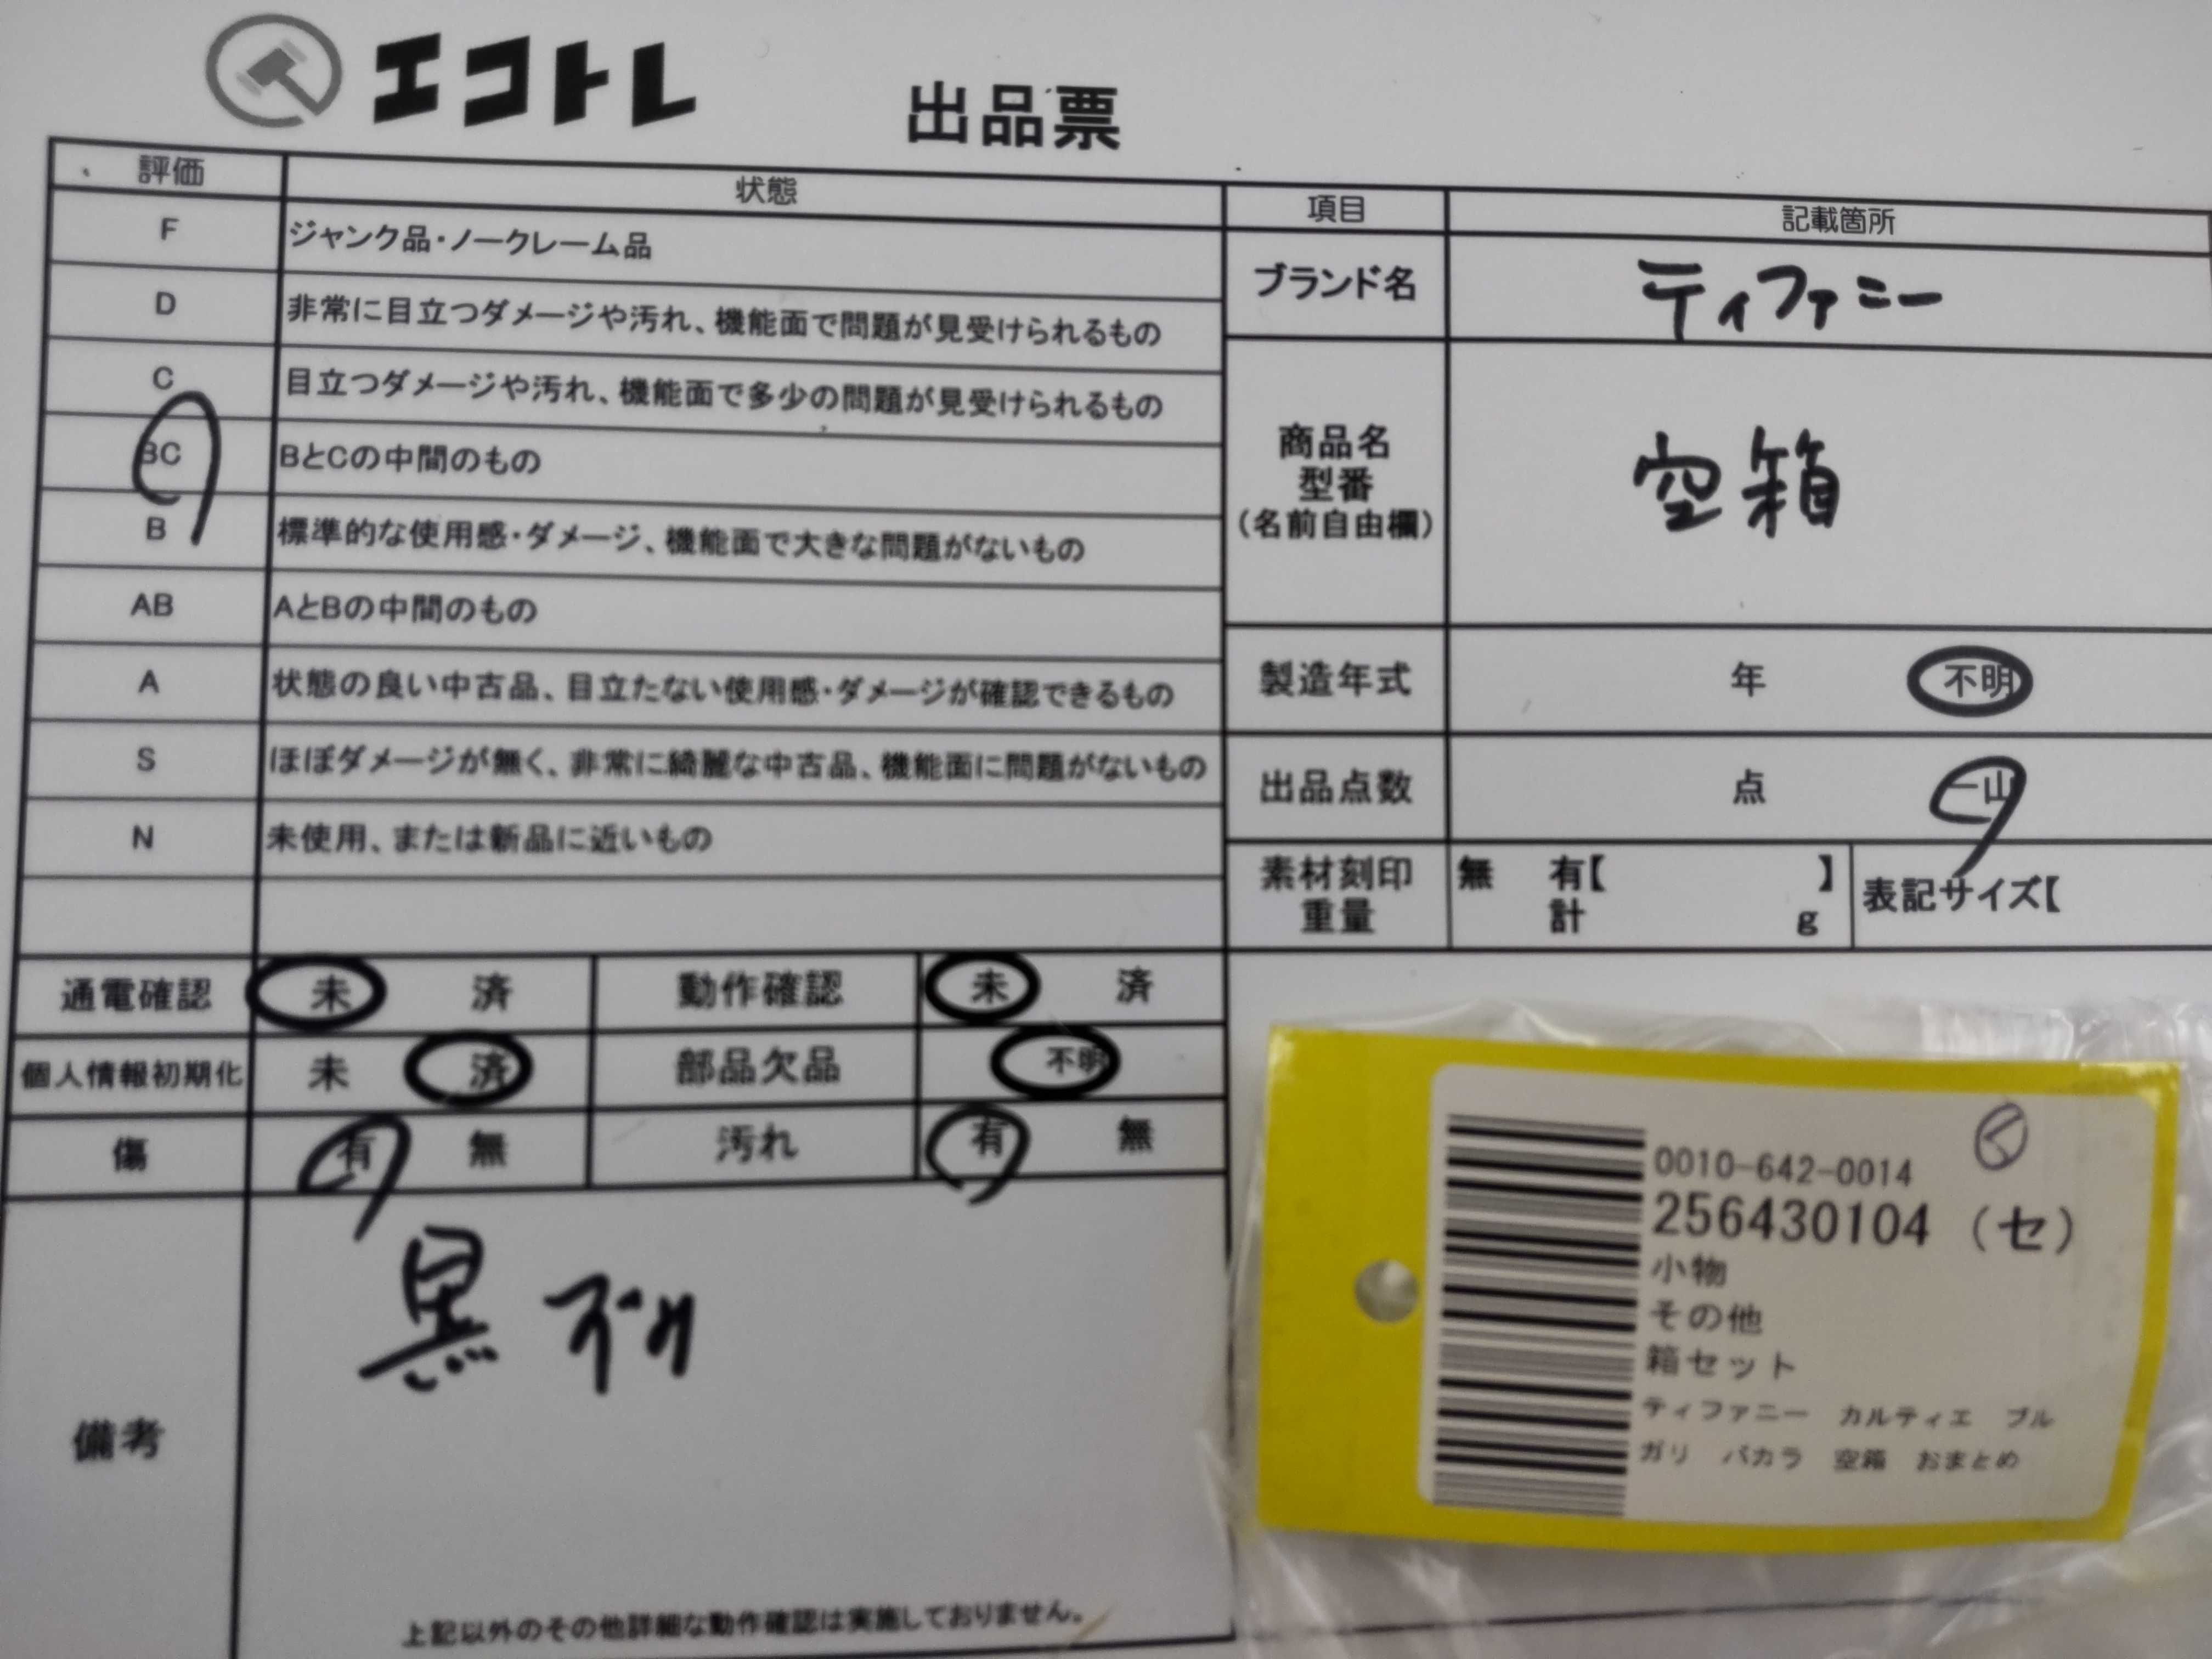 エコトレ
出品票
評価 状態
F ジャンク品・ノークレーム品
D 非常に目立つダメージや汚れ、機能面で問題が見受けられるもの
C 目立つダメージや汚れ、機能面で多少の問題が見受けられるもの
BC BとCの中間のもの
B 標準的な使用感・ダメージ、機能面で大きな問題がないもの
AB AとBの中間のもの
A 状態の良い中古品、目立たない使用感・ダメージが確認できるもの
S ほぼダメージが無く、非常に綺麗な中古品、機能面に問題がないもの
N 未使用、または新品に近いもの
通電確認 未 済 動作確認 未 済
個人情報初期化 未 済 部品欠品 不明
傷 有 無 汚れ 有 無
備考
黒
上記以外のその他詳細な動作確認は実施しておりません。
項目 記載箇所
ブランド名 ティファニー
商品名
型番
(名前自由欄)
空箱
製造年式 年 不明
出品点数 点 一山
素材刻印 無 有【 】
重量 計 g
表記サイズ【
0010-642-0014
256430104 (セ)
小物
その他
箱セット
ティファニー カルティエ ブル
ガリ バカラ 空箱 おまとめ